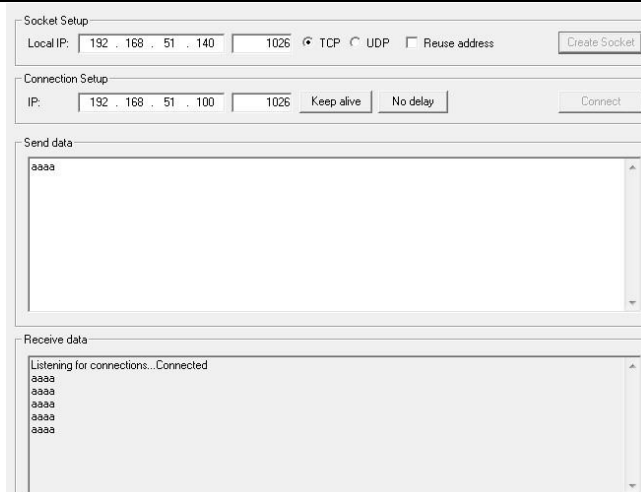 Socket Setup
Local IP: 192 . 168 . 51 . 140 1026 TCP UDP Reuse address Create Socket
Connection Setup
IP: 192 . 168 . 51 . 100 1026 Keep alive No delay Connect
Send data
aaaa
Receive data
Listening for connections...Connected
aaaa
aaaa
aaaa
aaaa
aaaa